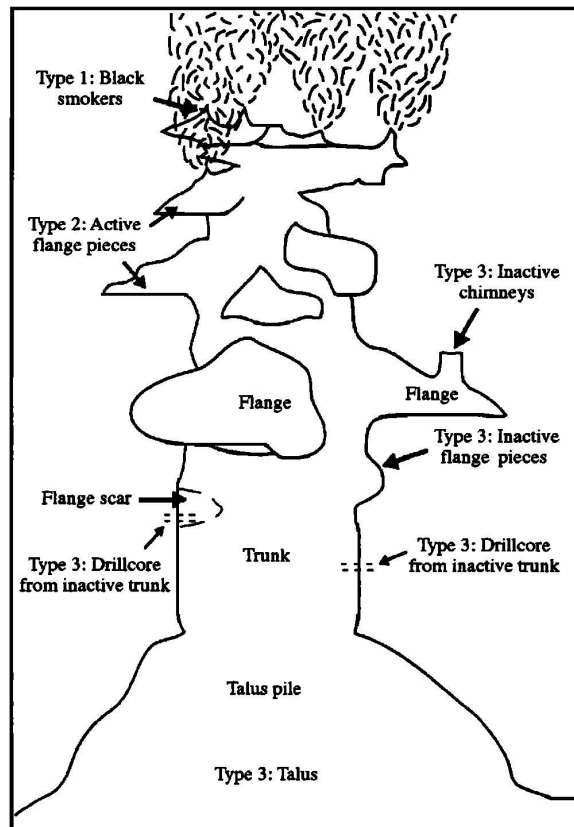 Type 1: Black
smokers
Type 2: Active
flange pieces
Type 3: Inactive
chimneys
Flange
Flange
Type 3: Inactive
flange pieces
Flange scar
Type 3: Drillcore
from inactive trunk
Trunk
Type 3: Drillcore
from inactive trunk
Talus pile
Type 3: Talus